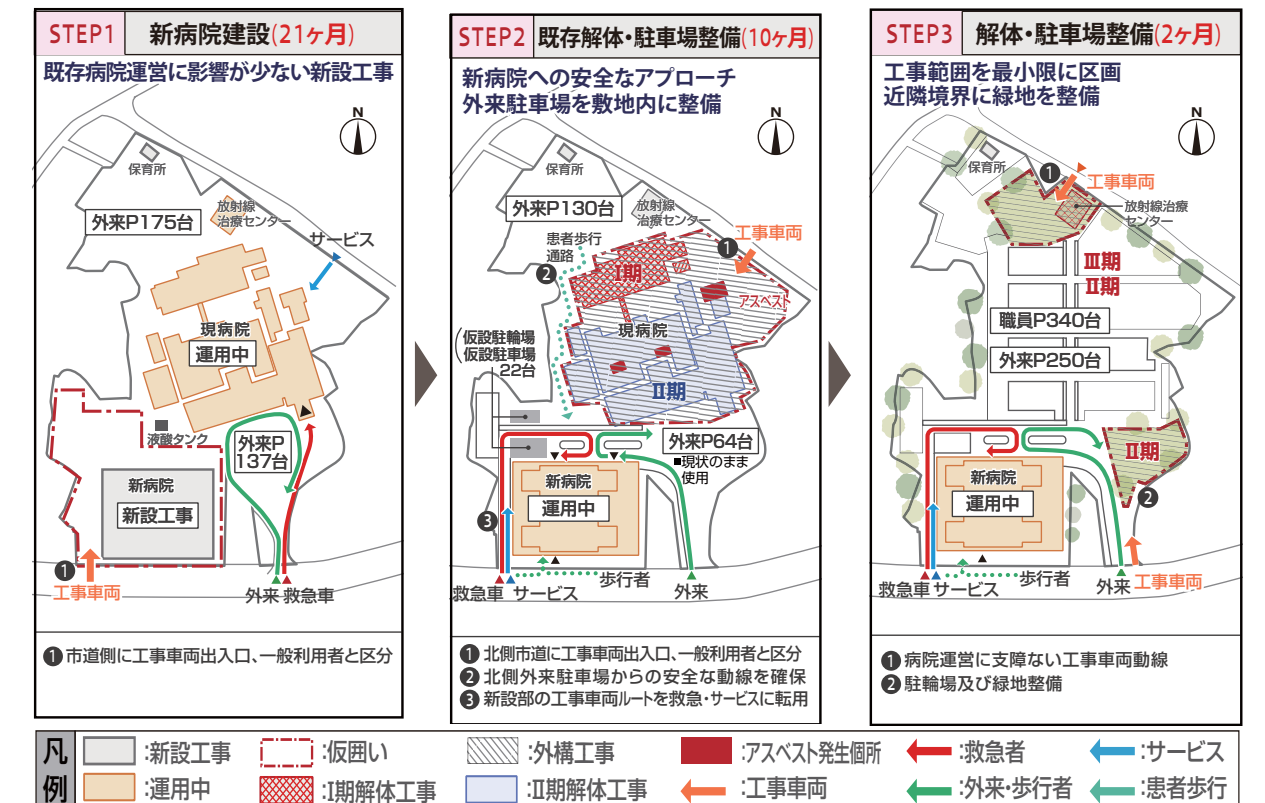 STEP1 新病院建設(21ヶ月)
既存病院運営に影響が少ない新設工事
N
保育所
放射線
治療センター
外来P175台
サービス
現病院
運用中
液酸タンク
外来P
137台
新病院
新設工事
❶
工事車両
外来 救急車
❶市道側に工事車両出入口、一般利用者と区分
STEP2 既存解体・駐車場整備(10ヶ月)
新病院への安全なアプローチ
外来駐車場を敷地内に整備
N
保育所
外来P130台
放射線
治療センター
患者歩行
通路
❷
❶
工事車両
Ⅰ期
アスベスト
現病院
仮設駐輪場
仮設駐車場
22台
Ⅱ期
外来P64台
■現状のまま
使用
新病院
運用中
❸
歩行者
救急車 サービス 外来
❶北側市道に工事車両出入口、一般利用者と区分
❷北側外来駐車場からの安全な動線を確保
❸新設部の工事車両ルートを救急・サービスに転用
STEP3 解体・駐車場整備(2ヶ月)
工事範囲を最小限に区画
近隣境界に緑地を整備
N
保育所
❶
工事車両
放射線治療
センター
Ⅲ期
Ⅱ期
職員P340台
外来P250台
Ⅱ期
新病院
運用中
❷
歩行者
救急車 サービス 外来 工事車両
❶病院運営に支障ない工事車両動線
❷駐輪場及び緑地整備
凡例
:新設工事 :仮囲い :外構工事 :アスベスト発生個所 :救急者 :サービス
:運用中 :Ⅰ期解体工事 :Ⅱ期解体工事 :工事車両 :外来・歩行者 :患者歩行